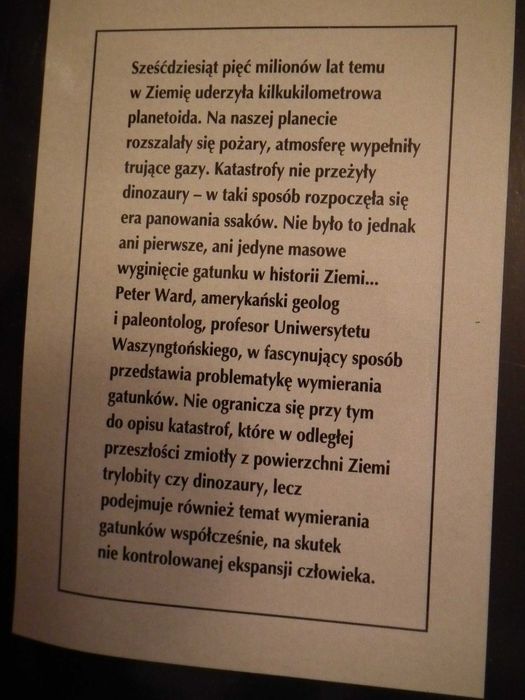 Sześćdziesiąt pięć milionów lat temu
w Ziemię uderzyła kilkukilometrowa
planetoida. Na naszej planecie
rozszalały się pożary, atmosferę wypełniły
trujące gazy. Katastrofy nie przeżyły
dinozaury – w taki sposób rozpoczęła się
era panowania ssaków. Nie było to jednak
ani pierwsze, ani jedyne masowe
wyginięcie gatunku w historii Ziemi...
Peter Ward, amerykański geolog
i paleontolog, profesor Uniwersytetu
Waszyngtońskiego, w fascynujący sposób
przedstawia problematykę wymierania
gatunków. Nie ogranicza się przy tym
do opisu katastrof, które w odległej
przeszłości zmiotły z powierzchni Ziemi
trylobity czy dinozaury, lecz
podejmuje również temat wymierania
gatunków współcześnie, na skutek
nie kontrolowanej ekspansji człowieka.